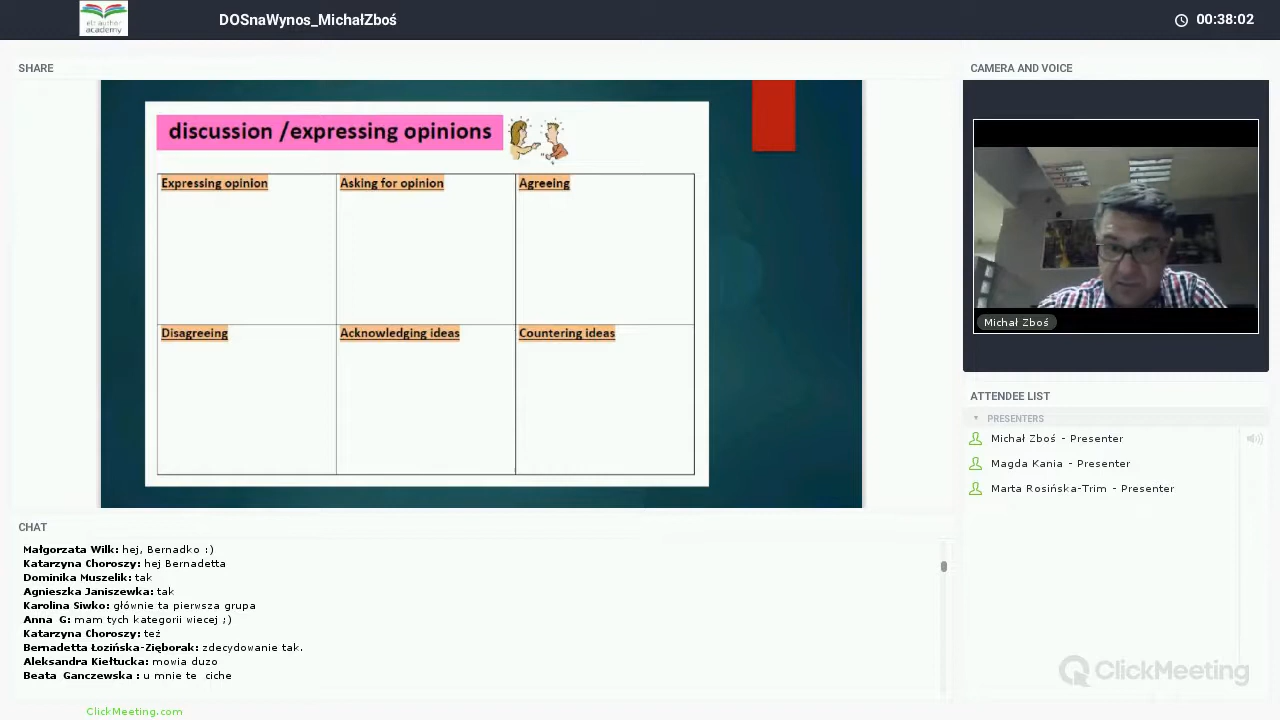 elt author
academy
DOSnaWynos_MichałZboś
00:38:02
SHARE
discussion /expressing opinions
Expressing opinion
Asking for opinion
Agreeing
Disagreeing
Acknowledging ideas
Countering ideas
CAMERA AND VOICE
Michał Zboś
ATTENDEE LIST
PRESENTERS
Michał Zboś - Presenter
Magda Kania - Presenter
Marta Rosińska-Trim - Presenter
CHAT
Małgorzata Wilk: hej, Bernadko :)
Katarzyna Choroszy: hej Bernadetta
Dominika Muszelik: tak
Agnieszka Janiszewka: tak
Karolina Siwko: głównie ta pierwsza grupa
Anna G: mam tych kategorii wiecej ;)
Katarzyna Choroszy: też
Bernadetta Łozińska-Zięborak: zdecydowanie tak.
Aleksandra Kiełtucka: mowia duzo
Beata Ganczewska : u mnie te ciche
ClickMeeting
ClickMeeting.com